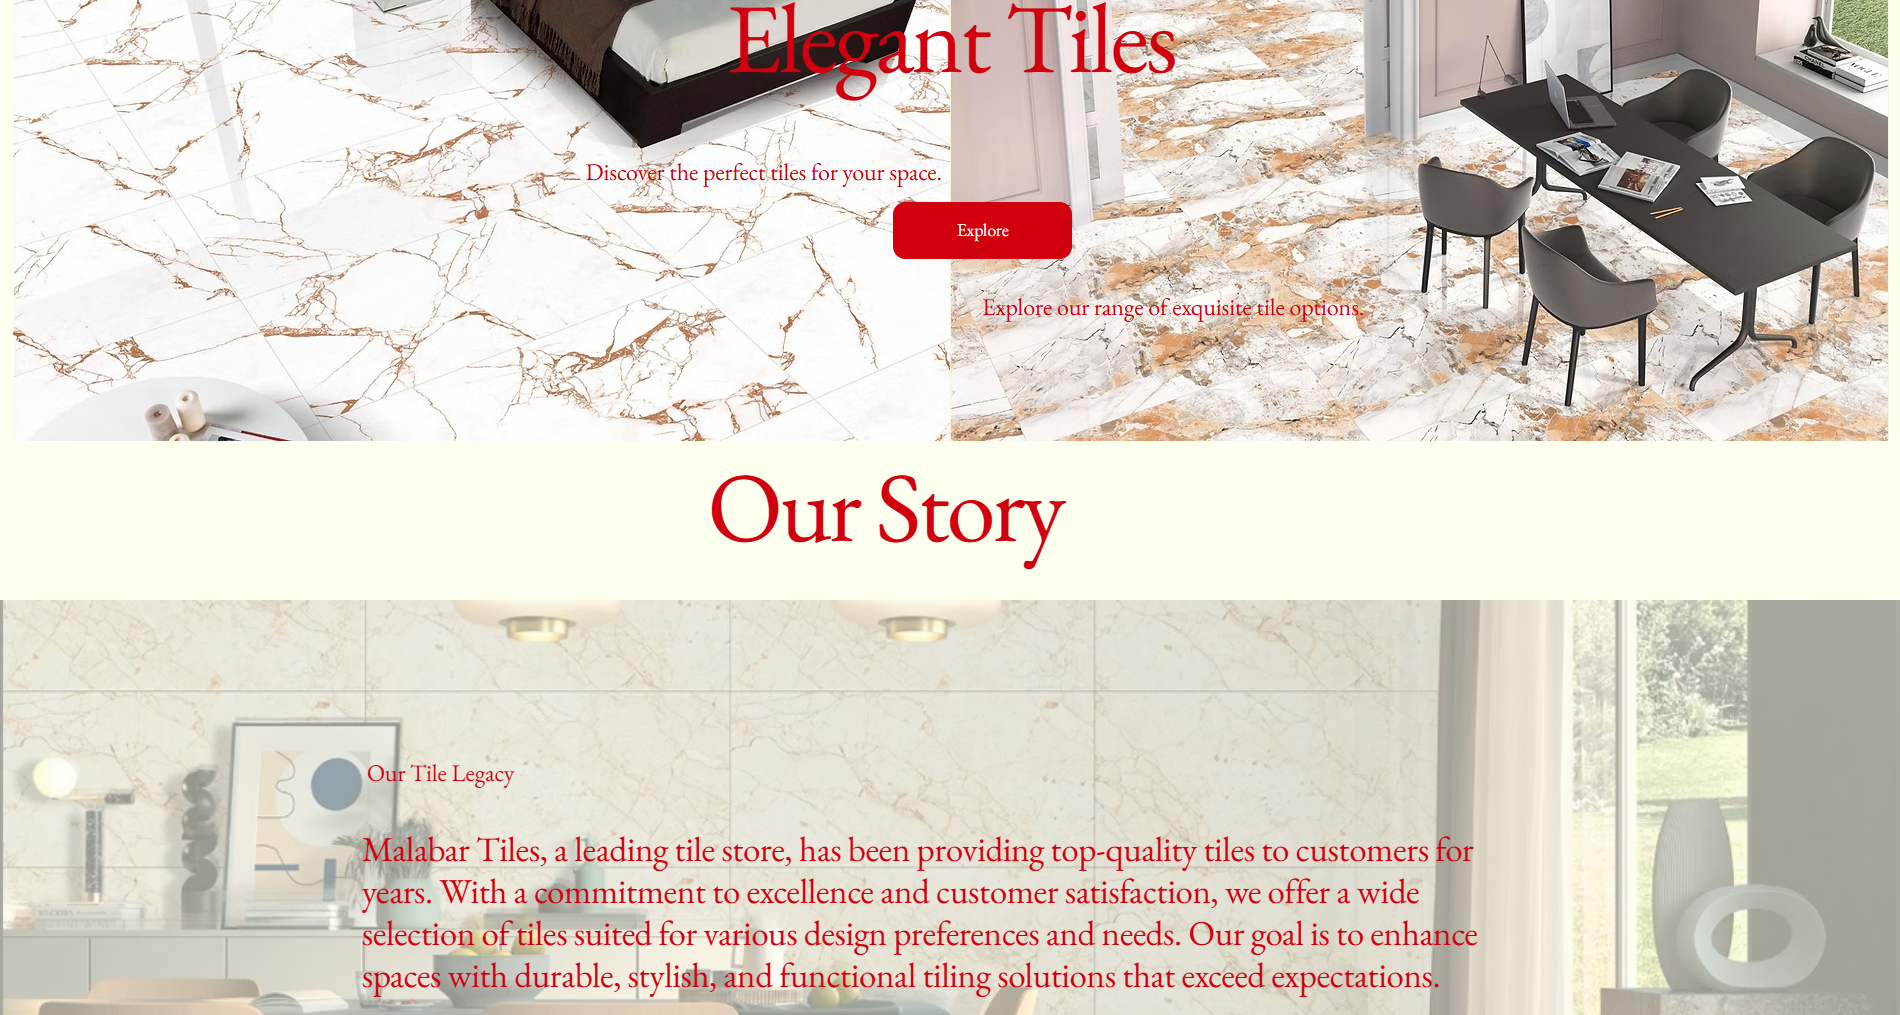 Elegant Tiles
Discover the perfect tiles for your space.
Explore
Explore our range of exquisite tile options.
Our Story
Our Tile Legacy
Malabar Tiles, a leading tile store, has been providing top-quality tiles to customers for
years. With a commitment to excellence and customer satisfaction, we offer a wide
selection of tiles suited for various design preferences and needs. Our goal is to enhance
spaces with durable, stylish, and functional tiling solutions that exceed expectations.